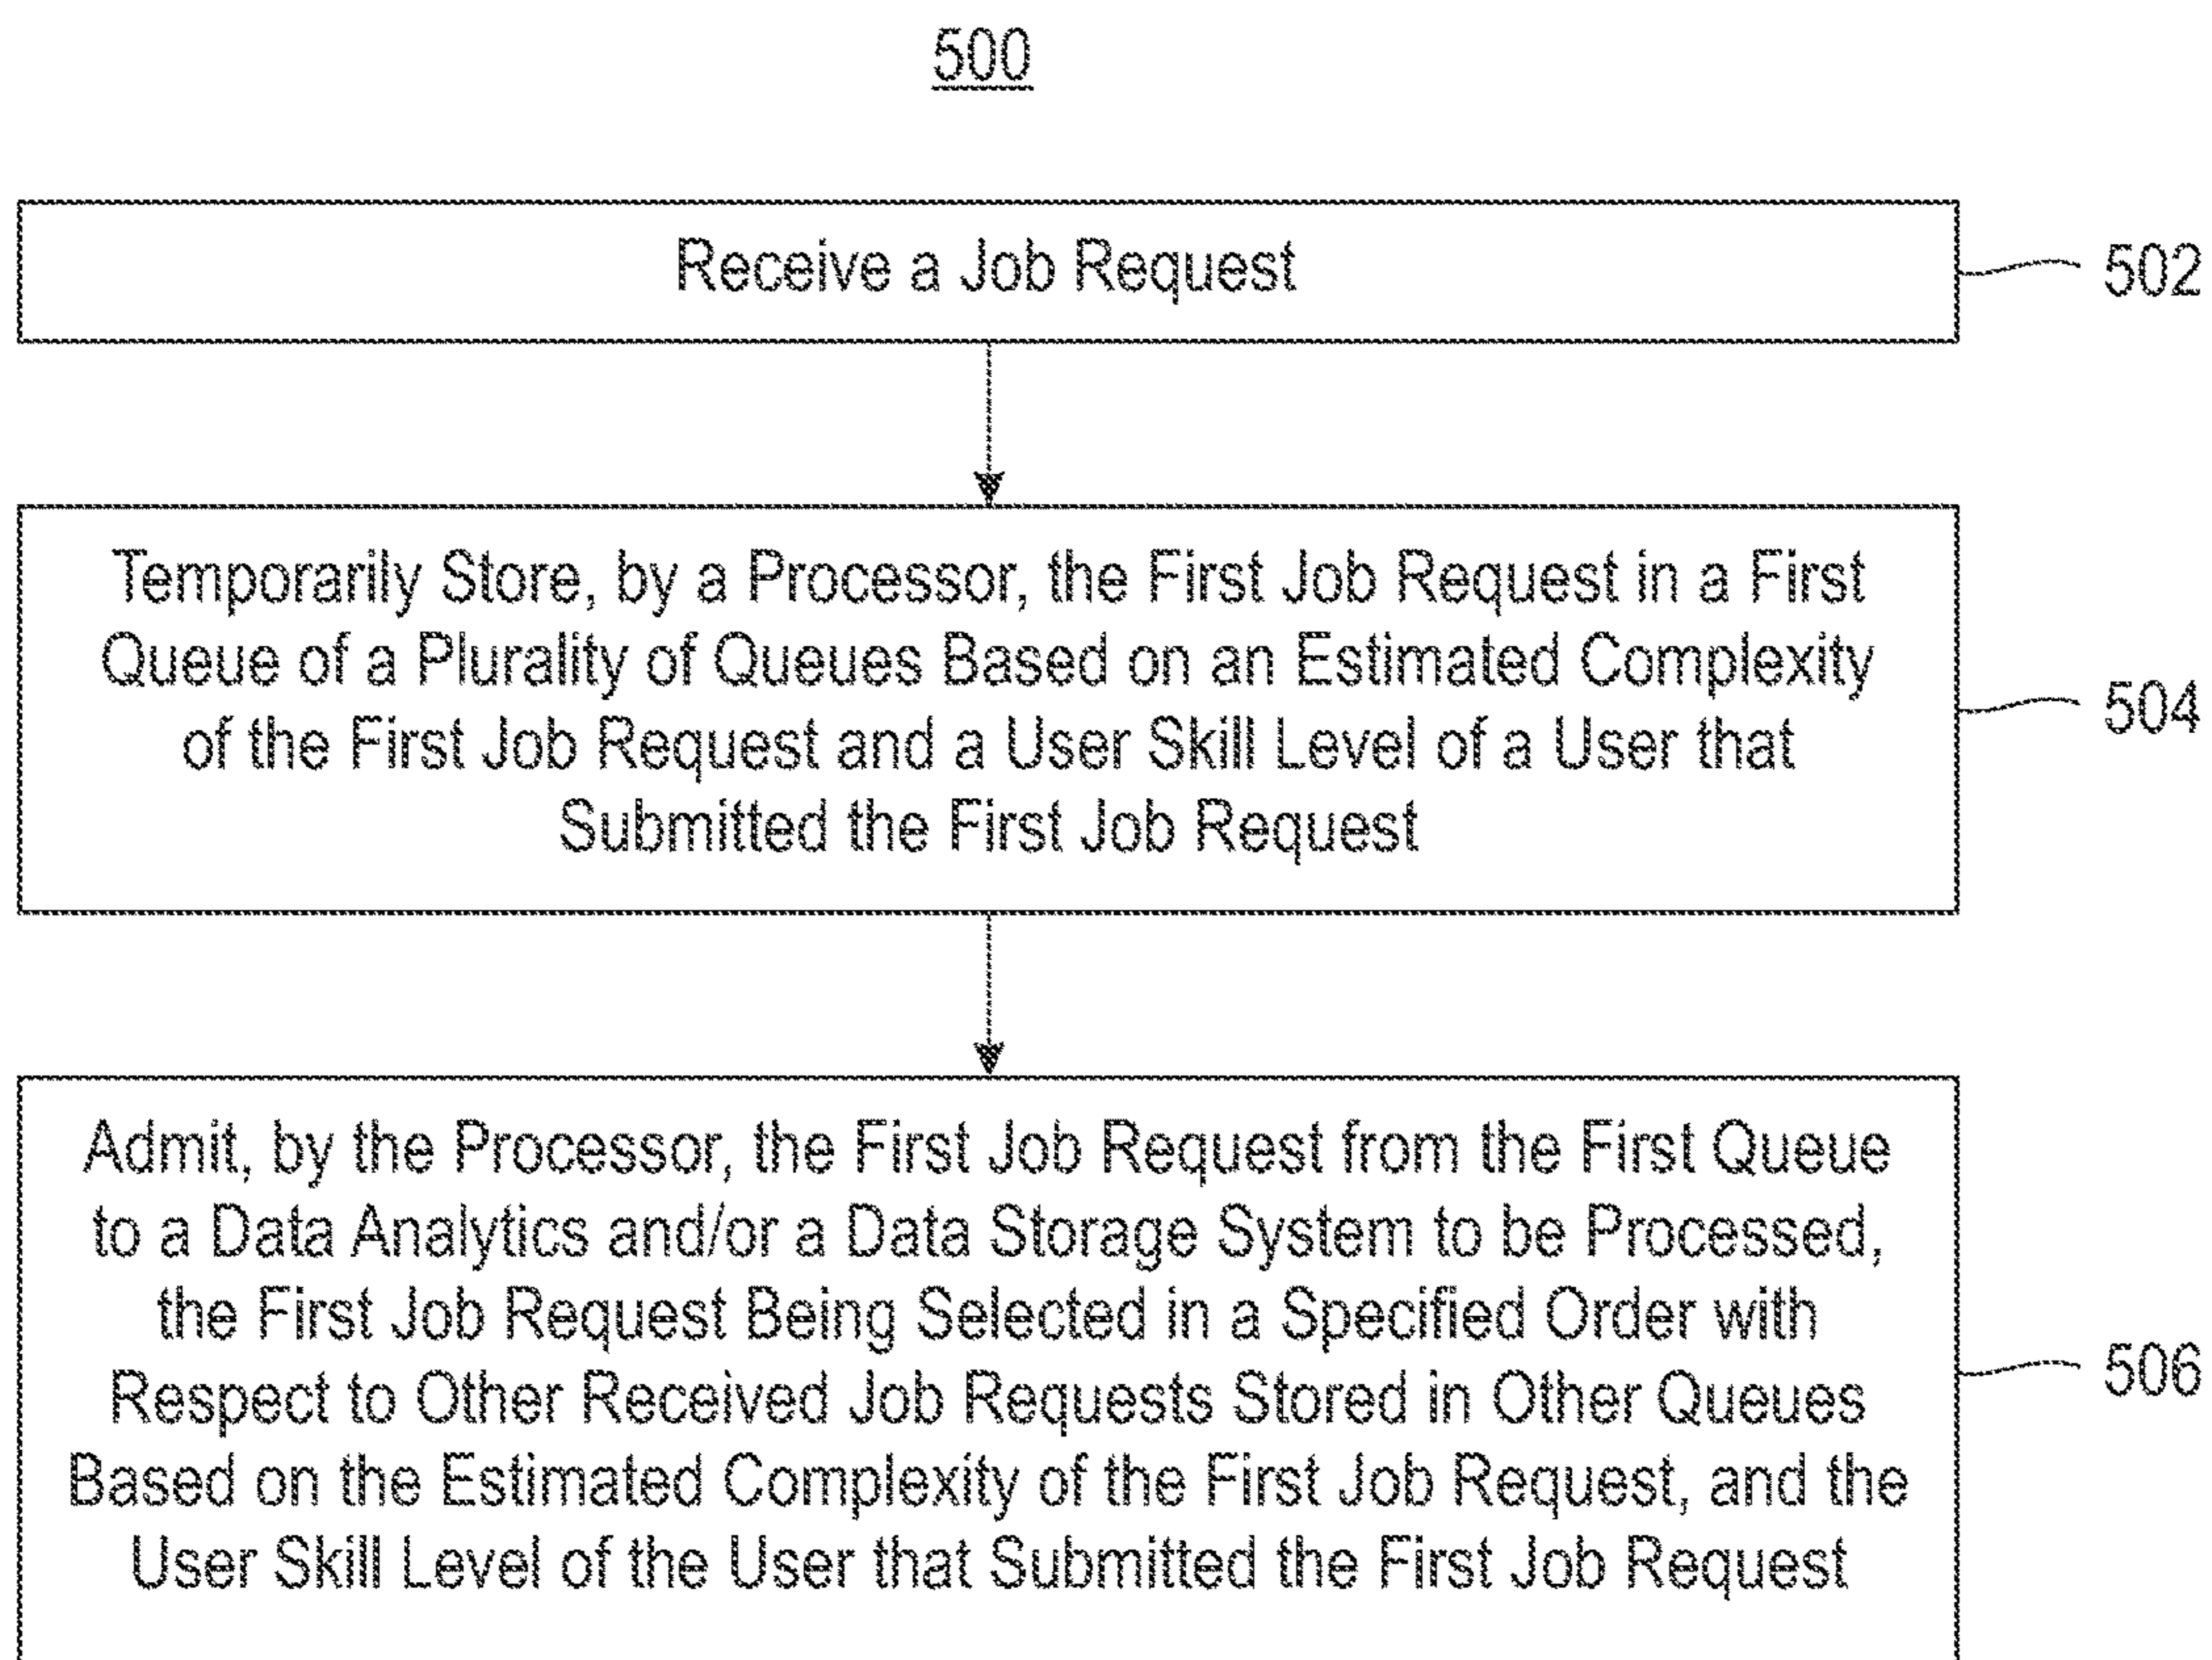 500
Receive a Job Request
502
Temporarily Store, by a Processor, the First Job Request in a First
Queue of a Plurality of Queues Based on an Estimated Complexity
of the First Job Request and a User Skill Level of a User that
Submitted the First Job Request
504
Admit, by the Processor, the First Job Request from the First Queue
to a Data Analytics and/or a Data Storage System to be Processed,
the First Job Request Being Selected in a Specified Order with
Respect to Other Received Job Requests Stored in Other Queues
Based on the Estimated Complexity of the First Job Request, and the
User Skill Level of the User that Submitted the First Job Request
506